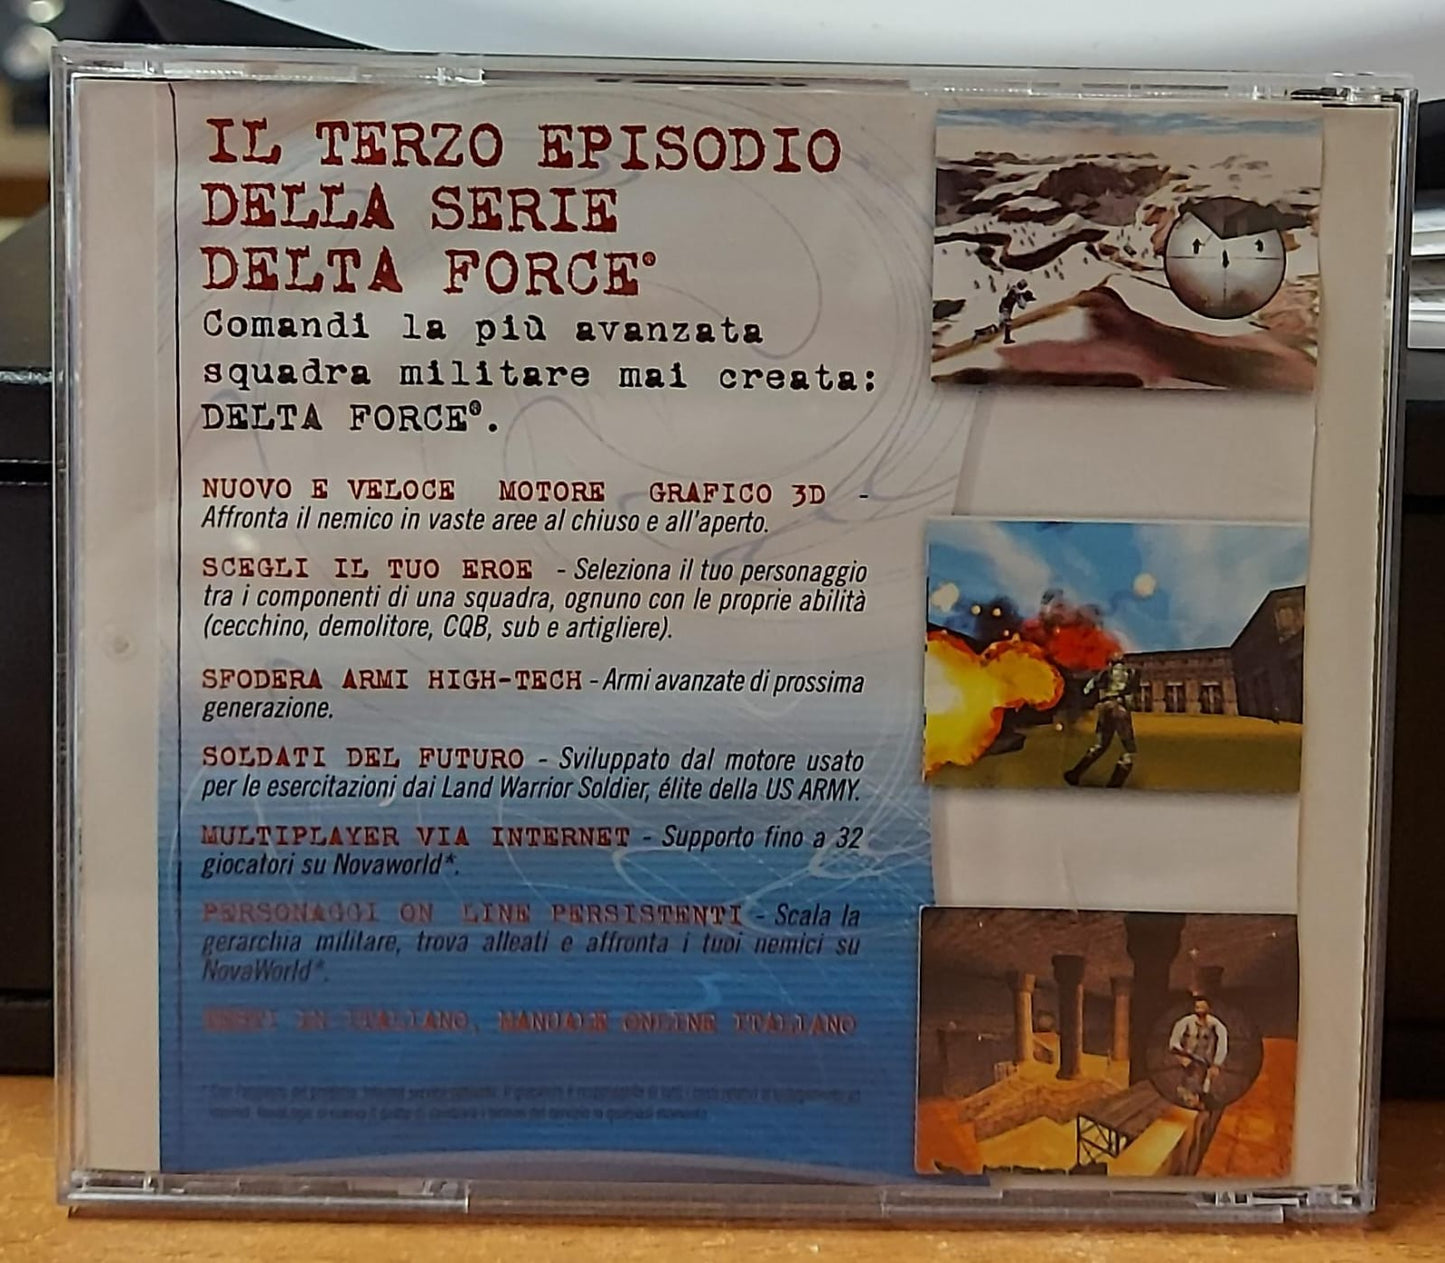 IL TERZO EPISODIO
DELLA SERIE
DELTA FORCE®
Comandi la più avanzata
squadra militare mai creata:
DELTA FORCE®.
NUOVO E VELOCE MOTORE GRAFICO 3D -
Affronta il nemico in vaste aree al chiuso e all'aperto.
SCEGLI IL TUO EROE - Seleziona il tuo personaggio
tra i componenti di una squadra, ognuno con le proprie abilità
(cecchino, demolitore, CQB, sub e artigliere).
SFODERA ARMI HIGH-TECH - Armi avanzate di prossima
generazione.
SOLDATI DEL FUTURO - Sviluppato dal motore usato
per le esercitazioni dai Land Warrior Soldier, élite della US ARMY.
MULTIPLAYER VIA INTERNET - Supporto fino a 32
giocatori su Novaworld*.
PERSONAGGI ON LINE PERSISTENTI - Scala la
gerarchia militare, trova alleati e affronta i tuoi nemici su
NovaWorld*.
TESTI IN ITALIANO, MANUALE ONLINE ITALIANO